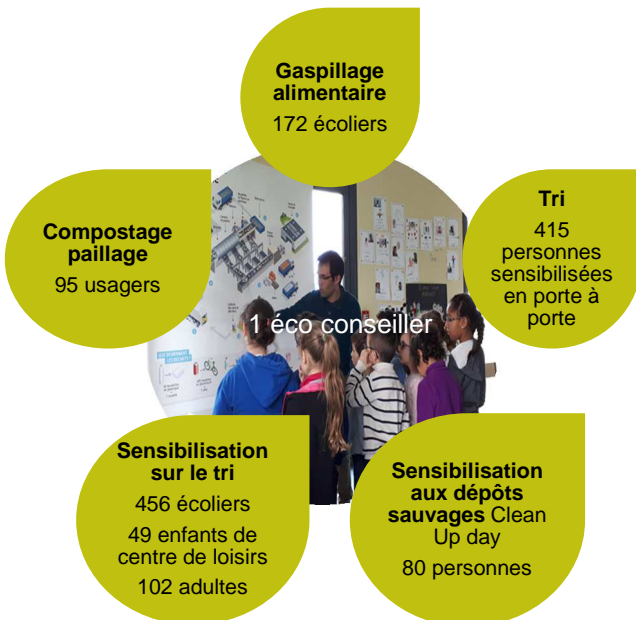 Gaspillage
alimentaire
172 écoliers
Compostage
paillage
95 usagers
Tri
415
personnes
sensibilisées
en porte à
porte
1 éco conseiller
Sensibilisation
sur le tri
456 écoliers
49 enfants de
centre de loisirs
102 adultes
Sensibilisation
aux dépôts
sauvages Clean
Up day
80 personnes